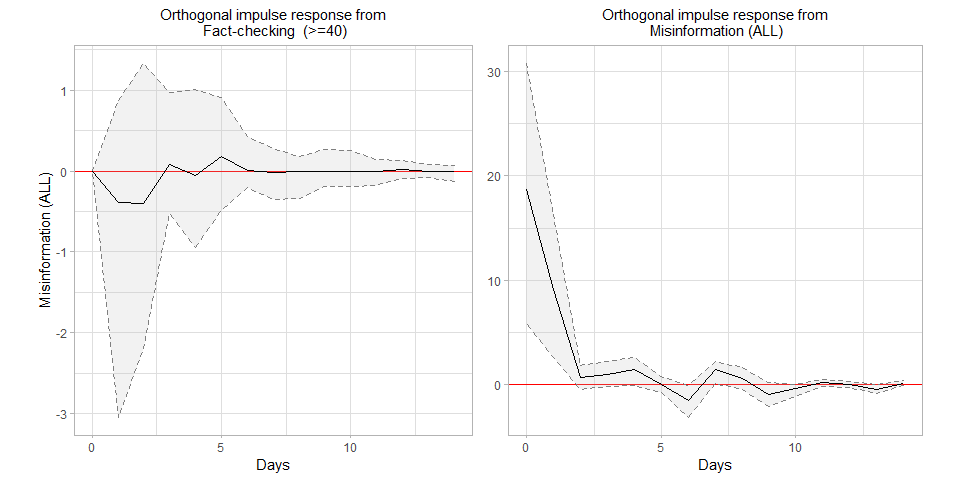 Orthogonal impulse response from
Fact-checking  (>=40)
Misinformation (ALL)
1
0
-1
-2
-3
0
5
10
Days
Orthogonal impulse response from
Misinformation (ALL)
30
20
10
0
0
5
10
Days